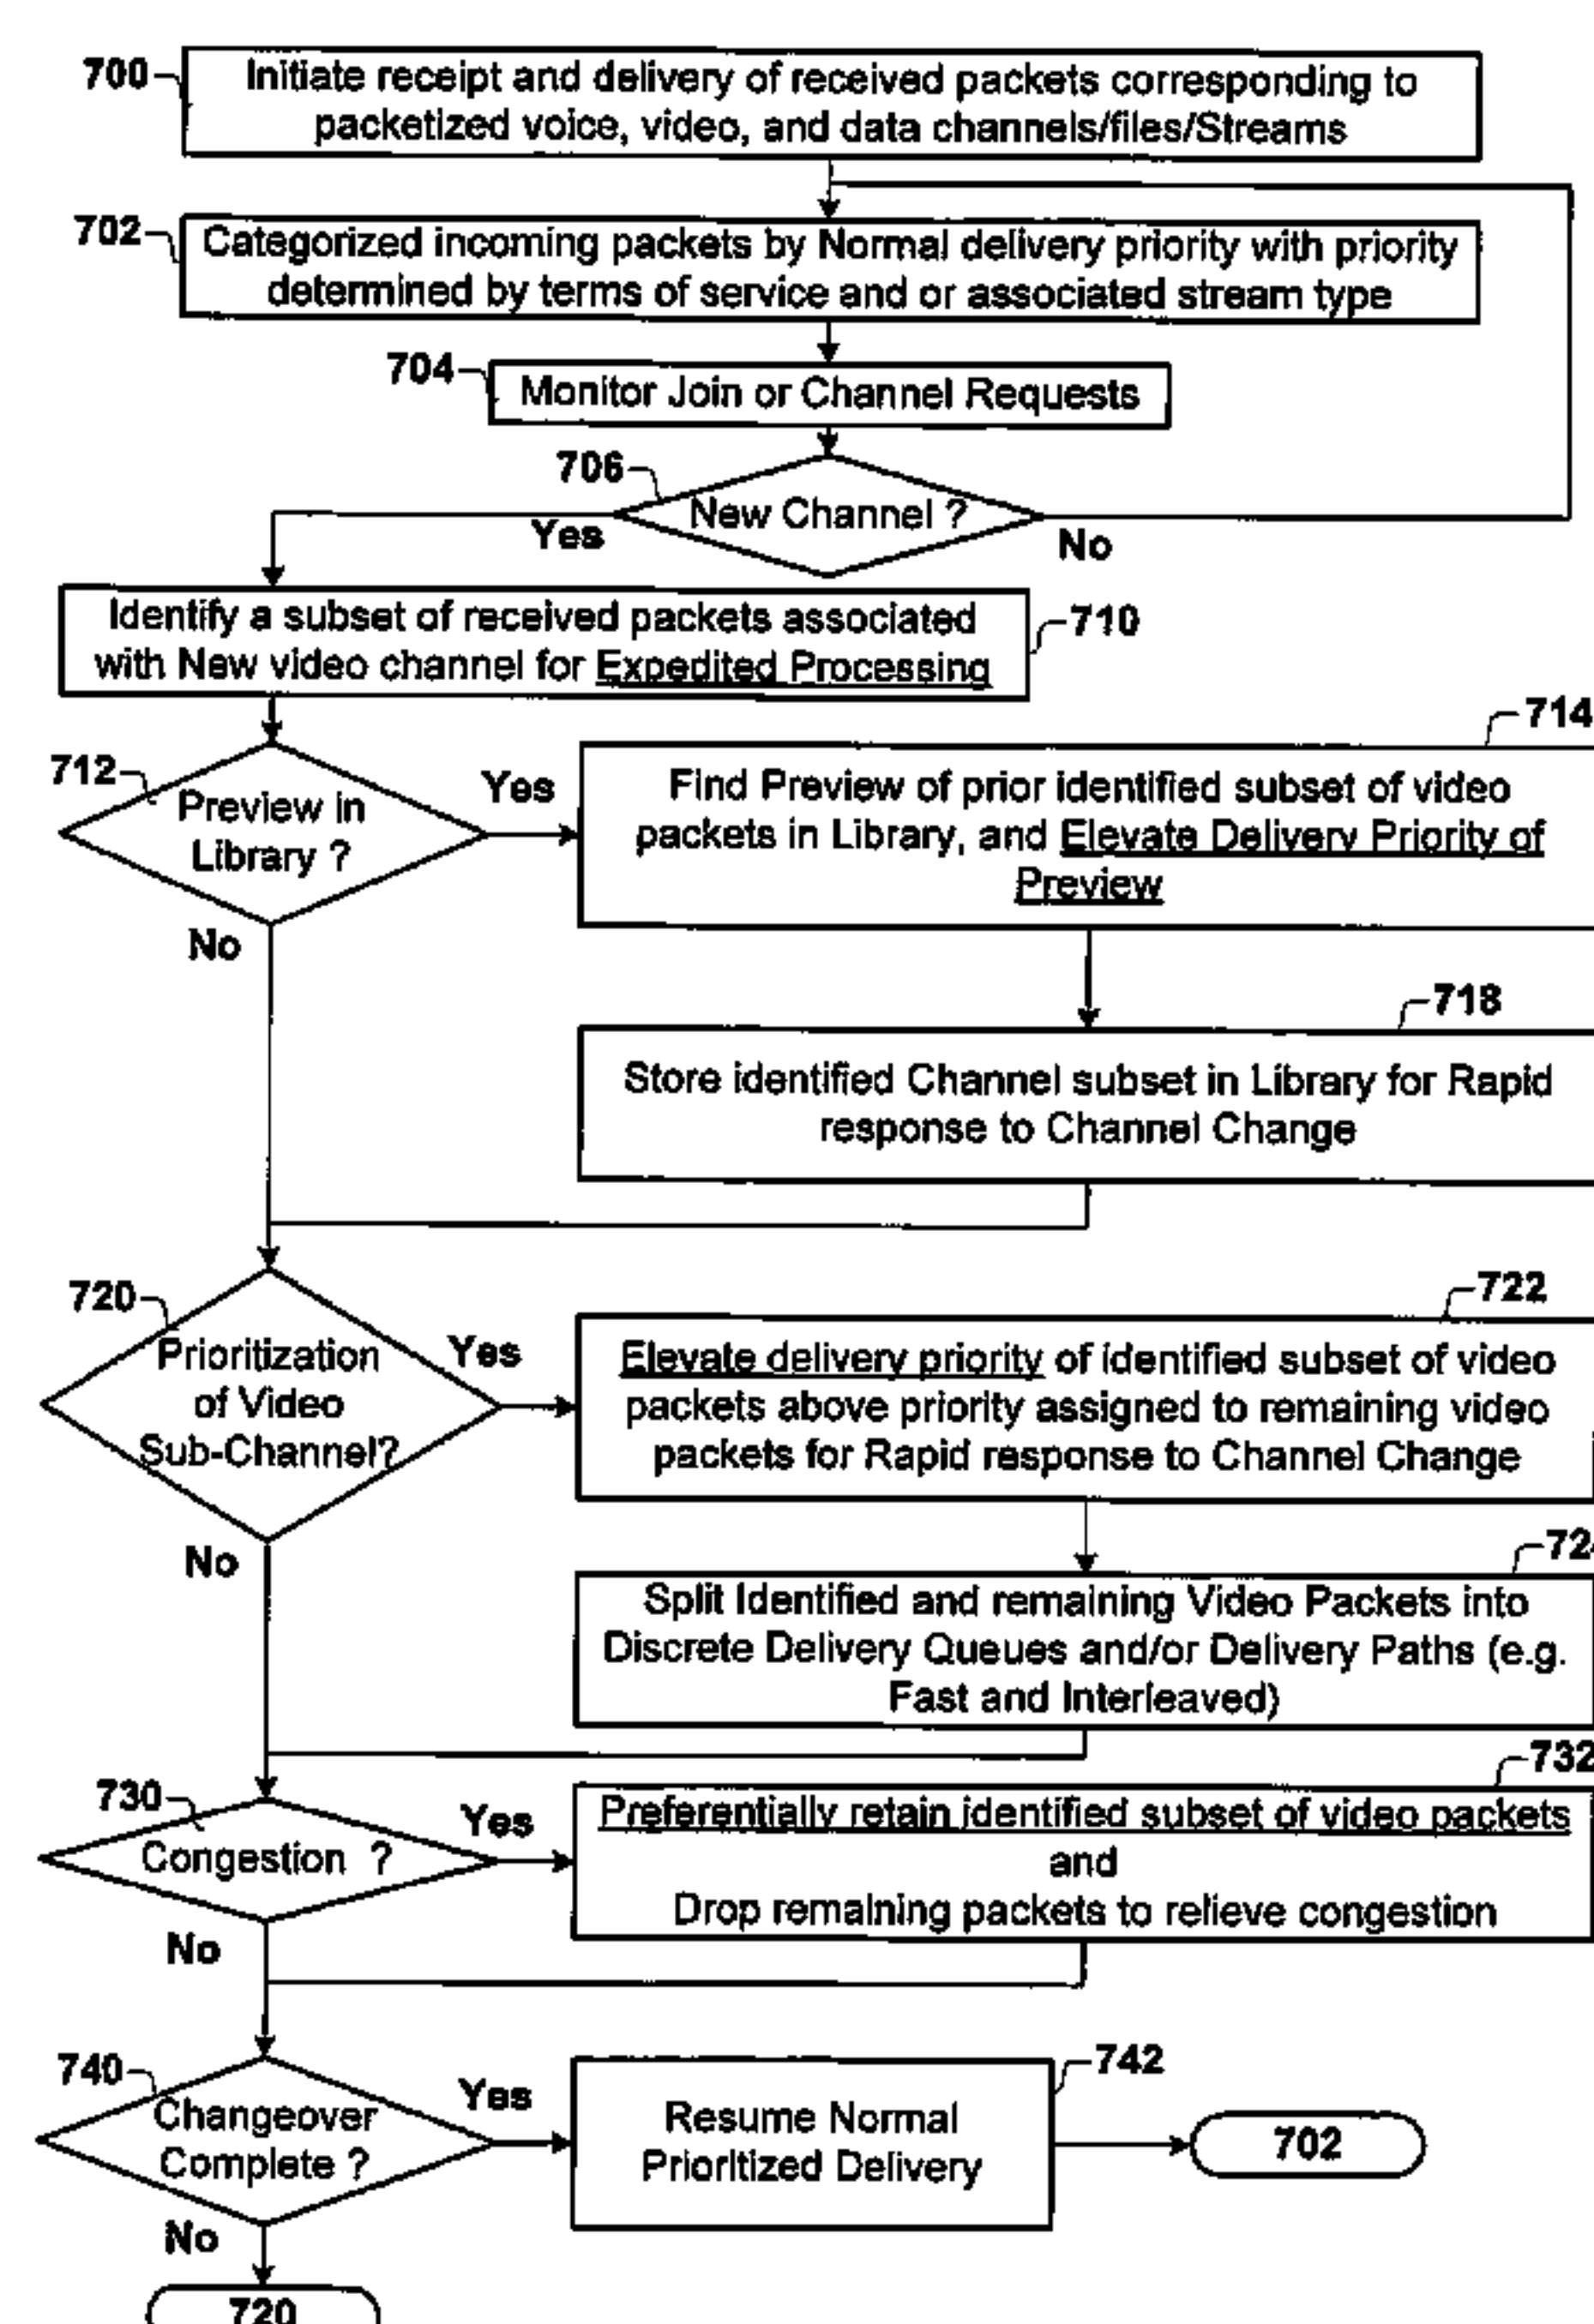 700
Initiate receipt and delivery of received packets corresponding to
packetized voice, video, and data channels/files/Streams
702
Categorized incoming packets by Normal delivery priority with priority
determined by terms of service and or associated stream type
704
Monitor Join or Channel Requests
706
New Channel ?
Yes
No
Identify a subset of received packets associated
with New video channel for Expedited Processing
710
712
Preview in
Library ?
Yes
No
714
Find Preview of prior identified subset of video
packets in Library, and Elevate Delivery Priority of
Preview
718
Store identified Channel subset in Library for Rapid
response to Channel Change
720
Prioritization
of Video
Sub-Channel?
Yes
No
722
Elevate delivery priority of identified subset of video
packets above priority assigned to remaining video
packets for Rapid response to Channel Change
724
Split Identified and remaining Video Packets into
Discrete Delivery Queues and/or Delivery Paths (e.g.
Fast and Interleaved)
730
Congestion ?
Yes
No
732
Preferentially retain identified subset of video packets
and
Drop remaining packets to relieve congestion
740
Changeover
Complete ?
Yes
No
742
Resume Normal
Prioritized Delivery
702
720